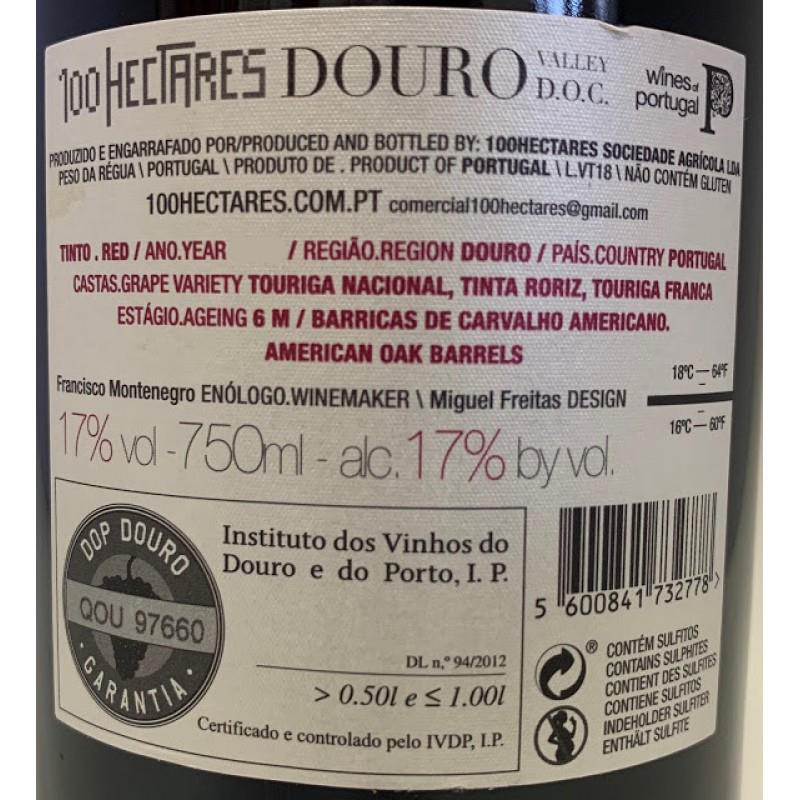 100HECTARES DOURO VALLEY D.O.C. wines of portugal
PRODUZIDO E ENGARRAFADO POR/PRODUCED AND BOTTLED BY: 100HECTARES SOCIEDADE AGRÍCOLA LDA
PESO DA RÉGUA \ PORTUGAL \ PRODUTO DE . PRODUCT OF PORTUGAL \ L.VT18 \ NÃO CONTÉM GLUTEN
100HECTARES.COM.PT comercial100hectares@gmail.com
TINTO . RED / ANO.YEAR / REGIÃO.REGION DOURO / PAÍS.COUNTRY PORTUGAL
CASTAS.GRAPE VARIETY TOURIGA NACIONAL, TINTA RORIZ, TOURIGA FRANCA
ESTÁGIO.AGEING 6 M / BARRICAS DE CARVALHO AMERICANO.
AMERICAN OAK BARRELS
18ºC — 64ºF
Francisco Montenegro ENÓLOGO.WINEMAKER \ Miguel Freitas DESIGN
16ºC — 60ºF
17% vol - 750ml - alc. 17% by vol.
DOP DOURO
QOU 97660
GARANTIA
Instituto dos Vinhos do
Douro e do Porto, I. P.
DL n.º 94/2012
> 0.50l e ≤ 1.00l
Certificado e controlado pelo IVDP, I.P.
5 600841 732778 >
®
CONTÉM SULFITOS
CONTAINS SULPHITES
CONTIENT DES SULFITES
CONTIENE SULFITOS
INDEHOLDER SULFITER
ENTHÄLT SULFITE